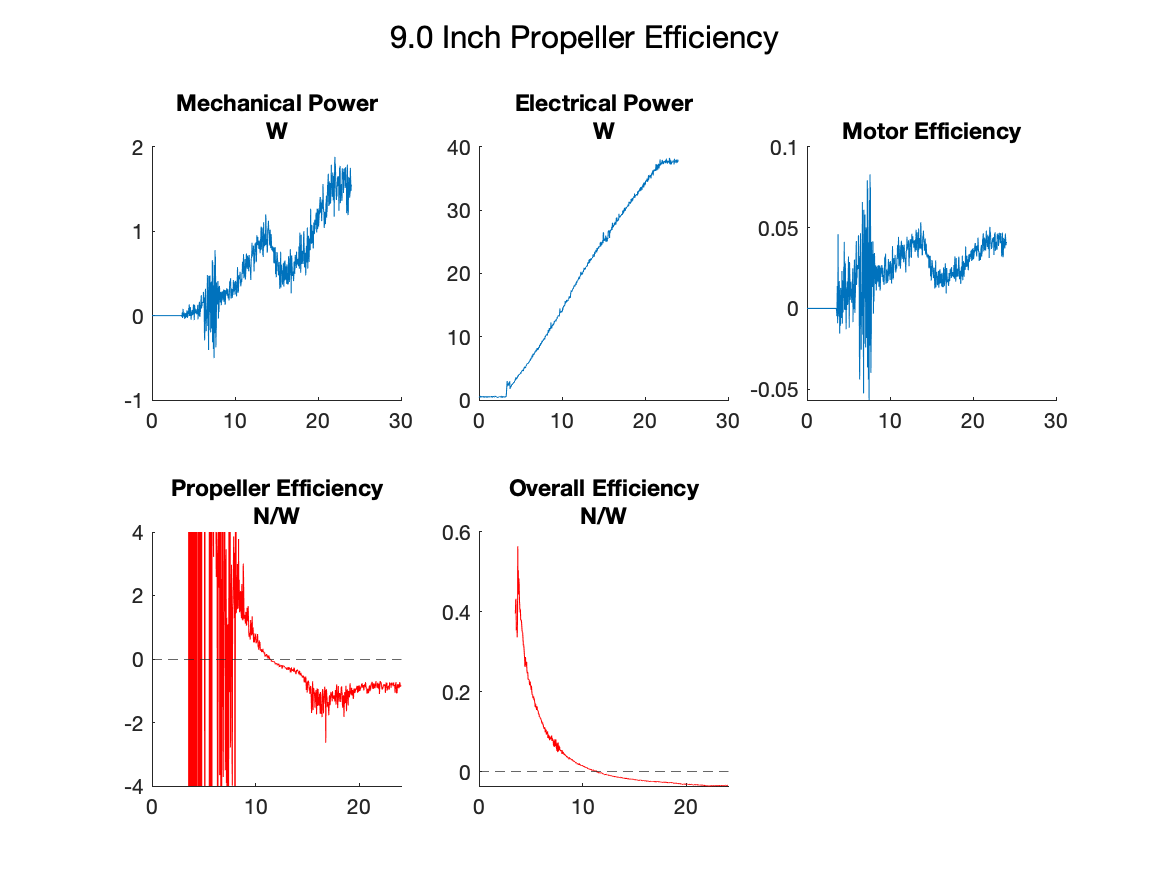 9.0 Inch Propeller Efficiency
Mechanical Power
W
2
1
0
-1
0 10 20 30
Electrical Power
W
40
30
20
10
0
0 10 20 30
Motor Efficiency
0.1
0.05
0
-0.05
0 10 20 30
Propeller Efficiency
N/W
4
2
0
-2
-4
0 10 20
Overall Efficiency
N/W
0.6
0.4
0.2
0
0 10 20